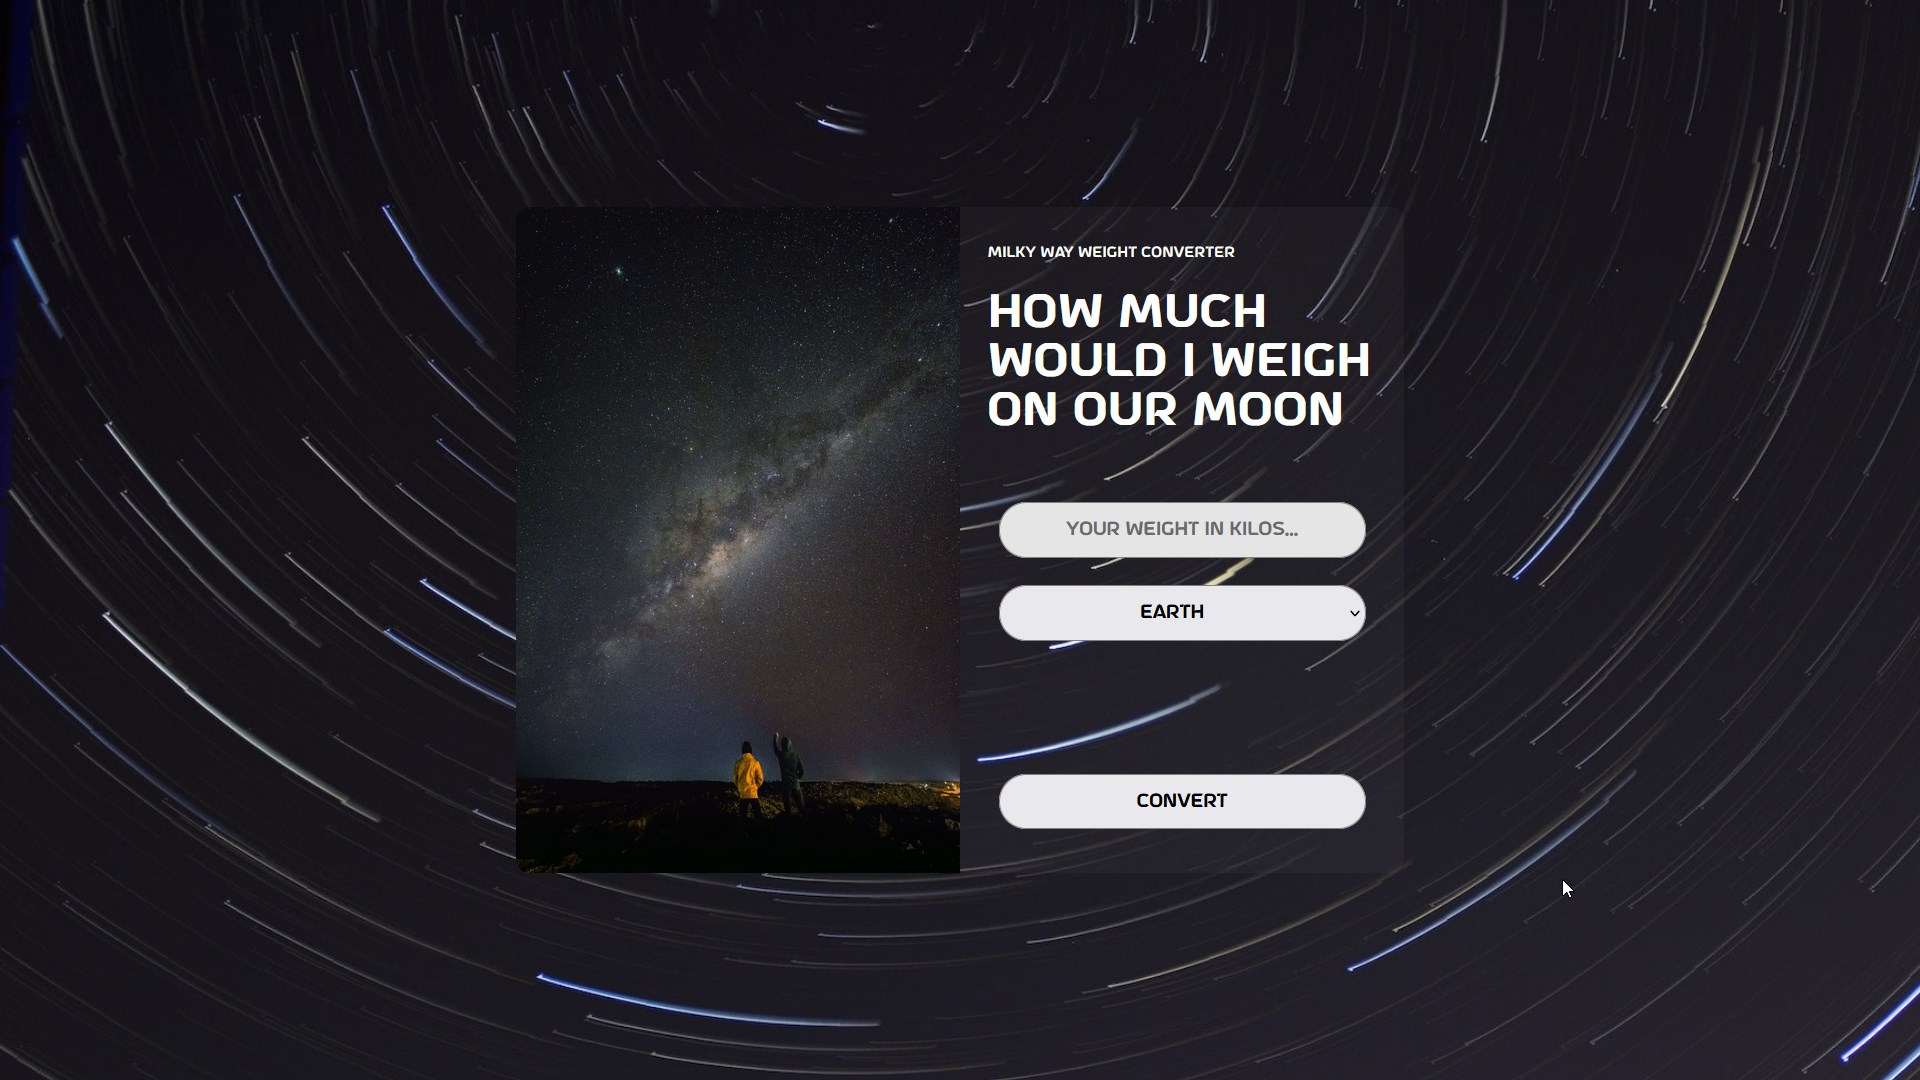 MILKY WAY WEIGHT CONVERTER
HOW MUCH
WOULD I WEIGH
ON OUR MOON
YOUR WEIGHT IN KILOS...
EARTH
CONVERT